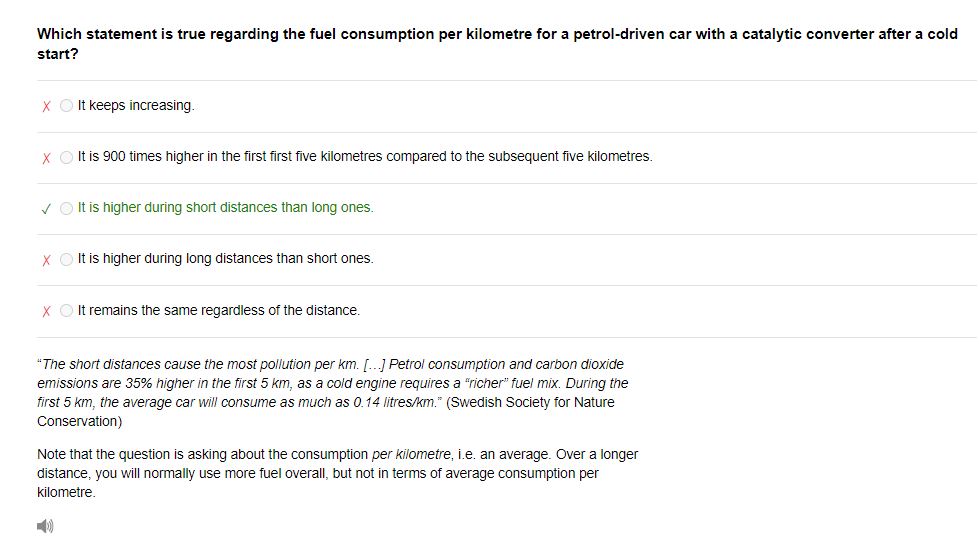 Which statement is true regarding the fuel consumption per kilometre for a petrol-driven car with a catalytic converter after a cold
start?
It keeps increasing.
It is 900 times higher in the first first five kilometres compared to the subsequent five kilometres.
It is higher during short distances than long ones.
It is higher during long distances than short ones.
It remains the same regardless of the distance.
“The short distances cause the most pollution per km. […] Petrol consumption and carbon dioxide
emissions are 35% higher in the first 5 km, as a cold engine requires a “richer” fuel mix. During the
first 5 km, the average car will consume as much as 0.14 litres/km.” (Swedish Society for Nature
Conservation)
Note that the question is asking about the consumption per kilometre, i.e. an average. Over a longer
distance, you will normally use more fuel overall, but not in terms of average consumption per
kilometre.